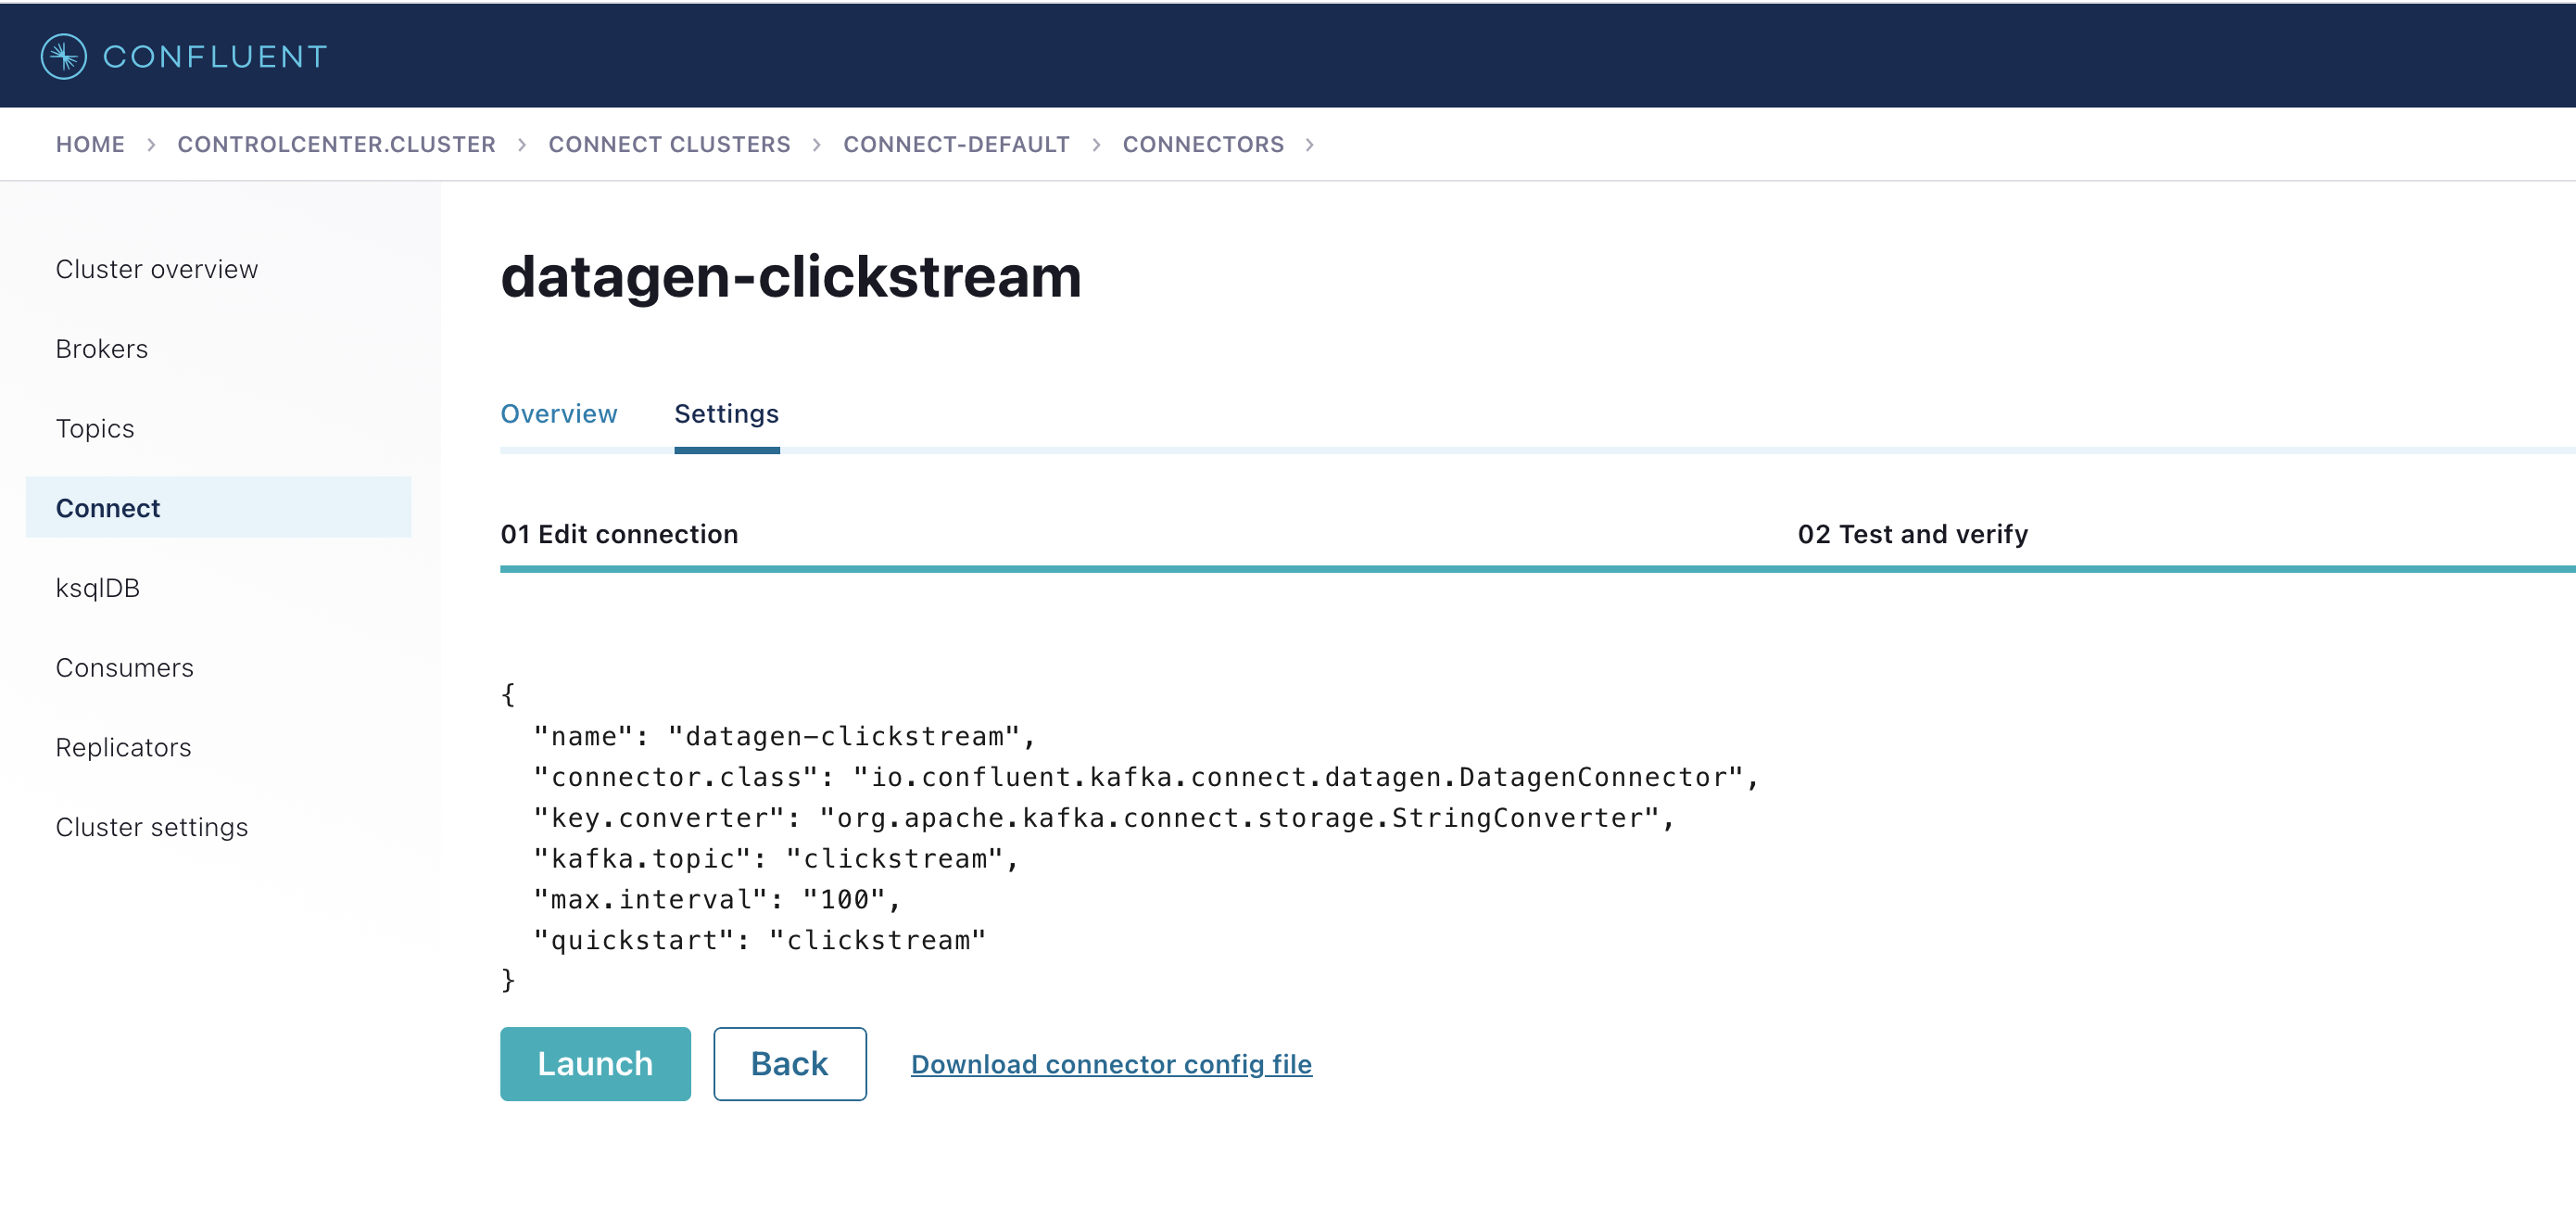 CONFLUENT
HOME > CONTROLCENTER.CLUSTER > CONNECT CLUSTERS > CONNECT-DEFAULT > CONNECTORS >
Cluster overview
Brokers
Topics
Connect
ksqlDB
Consumers
Replicators
Cluster settings
datagen-clickstream
Overview Settings
01 Edit connection 02 Test and verify
{
  "name": "datagen-clickstream",
  "connector.class": "io.confluent.kafka.connect.datagen.DatagenConnector",
  "key.converter": "org.apache.kafka.connect.storage.StringConverter",
  "kafka.topic": "clickstream",
  "max.interval": "100",
  "quickstart": "clickstream"
}
Launch Back Download connector config file